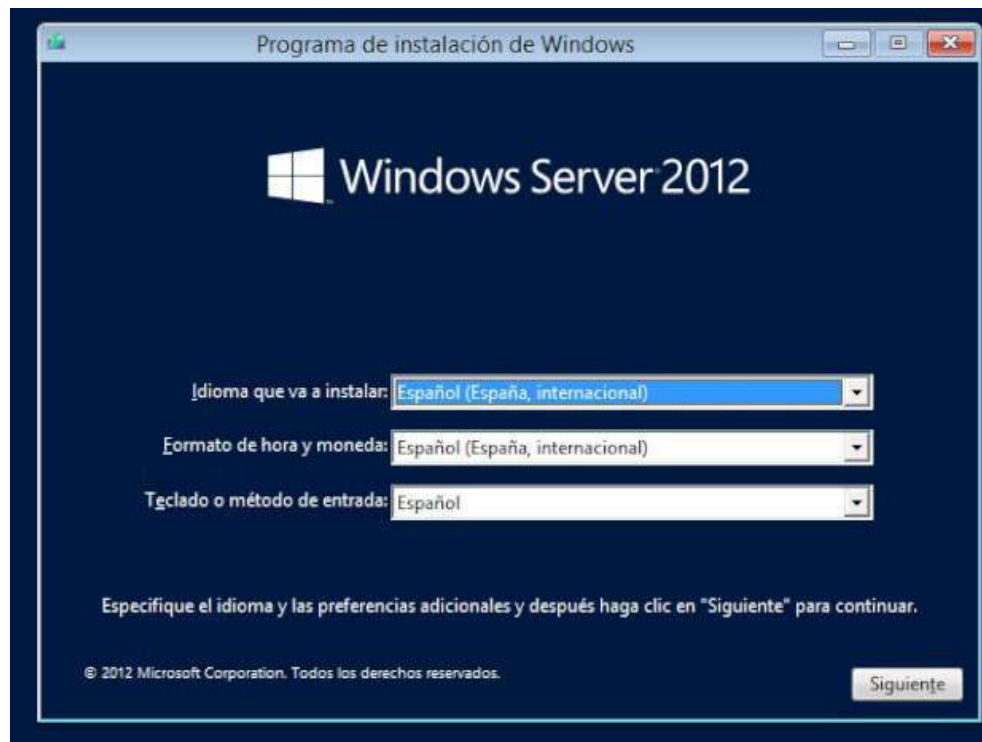 Programa de instalación de Windows
Windows Server 2012
Idioma que va a instalar: Español (España, internacional)
Formato de hora y moneda: Español (España, internacional)
Teclado o método de entrada: Español
Especifique el idioma y las preferencias adicionales y después haga clic en "Siguiente" para continuar.
© 2012 Microsoft Corporation. Todos los derechos reservados.
Siguiente